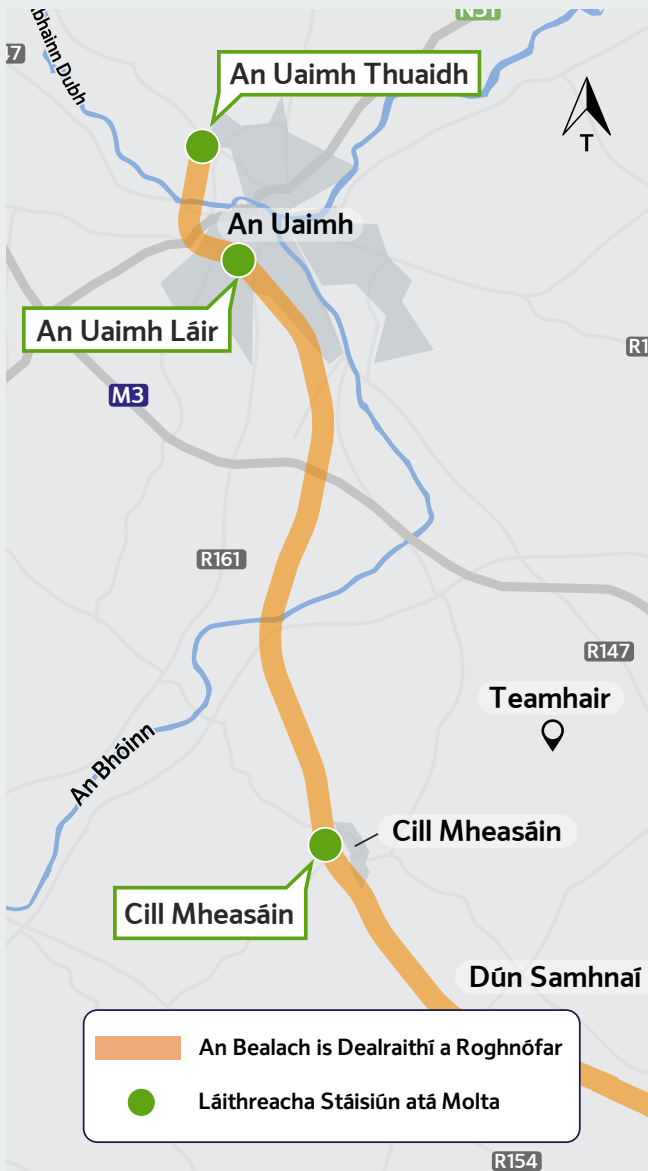 N51
An Uaimh Thuaidh
T
An Uaimh
An Uaimh Láir
M3
R161
R147
Teamhair
An Bhóinn
Cill Mheasáin
Cill Mheasáin
Dún Samhnaí
An Bealach is Dealraithí a Roghnófar
Láithreacha Stáisiún atá Molta
R154